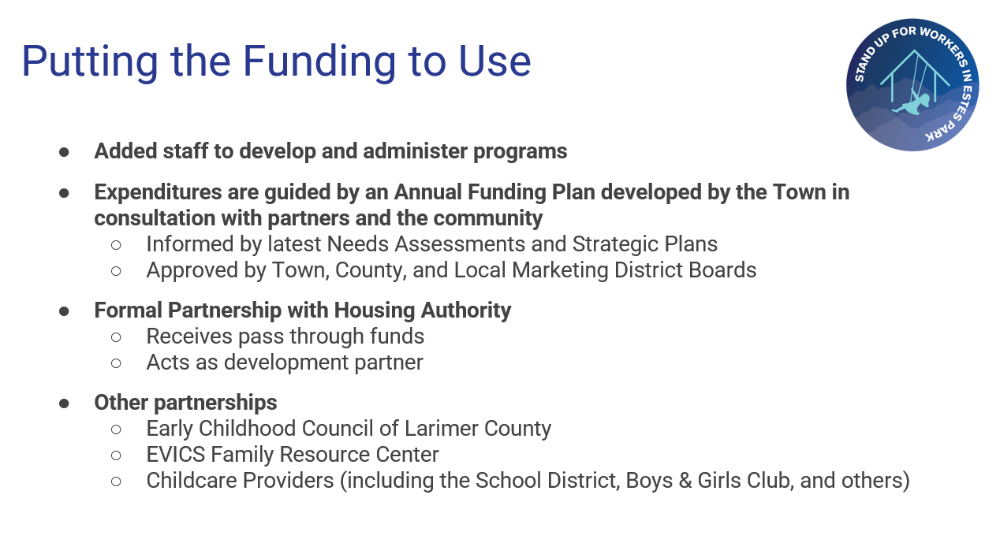 Putting the Funding to Use
STAND UP FOR WORKERS IN ESTES PARK
● Added staff to develop and administer programs
● Expenditures are guided by an Annual Funding Plan developed by the Town in
consultation with partners and the community
○ Informed by latest Needs Assessments and Strategic Plans
○ Approved by Town, County, and Local Marketing District Boards
● Formal Partnership with Housing Authority
○ Receives pass through funds
○ Acts as development partner
● Other partnerships
○ Early Childhood Council of Larimer County
○ EVICS Family Resource Center
○ Childcare Providers (including the School District, Boys & Girls Club, and others)